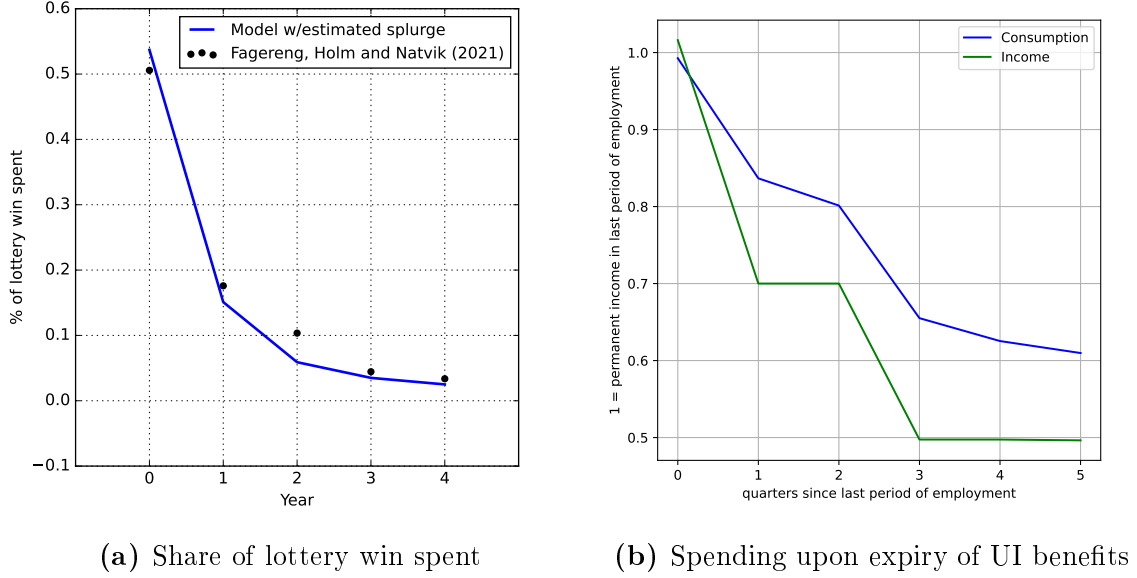 0.6
0.5
0.4
0.3
0.2
0.1
0.0
−0.1
% of lottery win spent
Model w/estimated splurge
Fagereng, Holm and Natvik (2021)
0 1 2 3 4
Year
(a) Share of lottery win spent
1.0
0.9
0.8
0.7
0.6
0.5
1 = permanent income in last period of employment
Consumption
Income
0 1 2 3 4 5
quarters since last period of employment
(b) Spending upon expiry of UI benefits